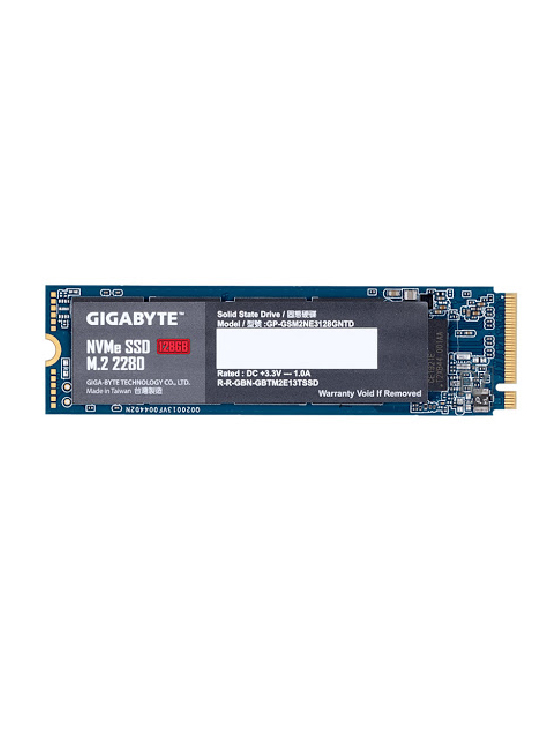 GIGABYTE™
NVMe SSD 128GB
M.2 2280
GIGA-BYTE TECHNOLOGY CO., LTD.
Made in Taiwan 台灣製造
Solid State Drive / 固態硬碟
Model / 型號 :GP-GSM2NE3128GNTD
Rated : DC +3.3V --- 1.0A
R-R-GBN-GBTM2E13TSSD
Warranty Void If Removed